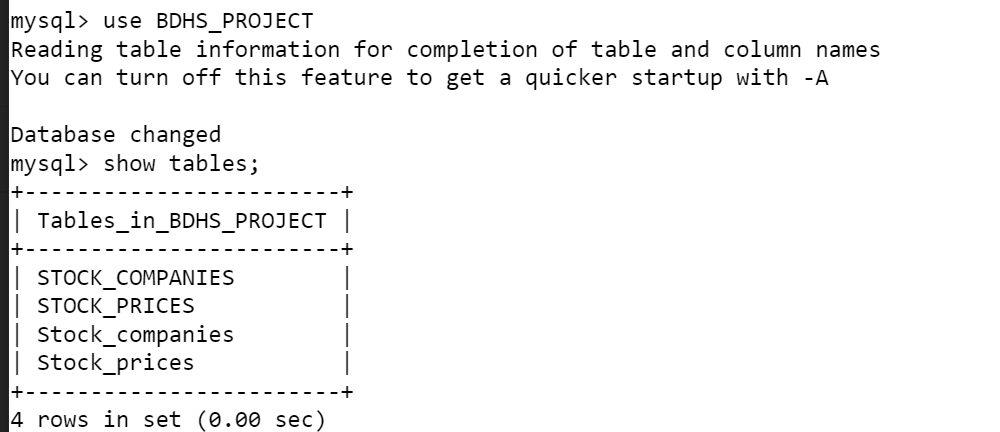 mysql> use BDHS_PROJECT
Reading table information for completion of table and column names
You can turn off this feature to get a quicker startup with -A

Database changed
mysql> show tables;
+------------------------+
| Tables_in_BDHS_PROJECT |
+------------------------+
| STOCK_COMPANIES        |
| STOCK_PRICES           |
| Stock_companies        |
| Stock_prices           |
+------------------------+
4 rows in set (0.00 sec)